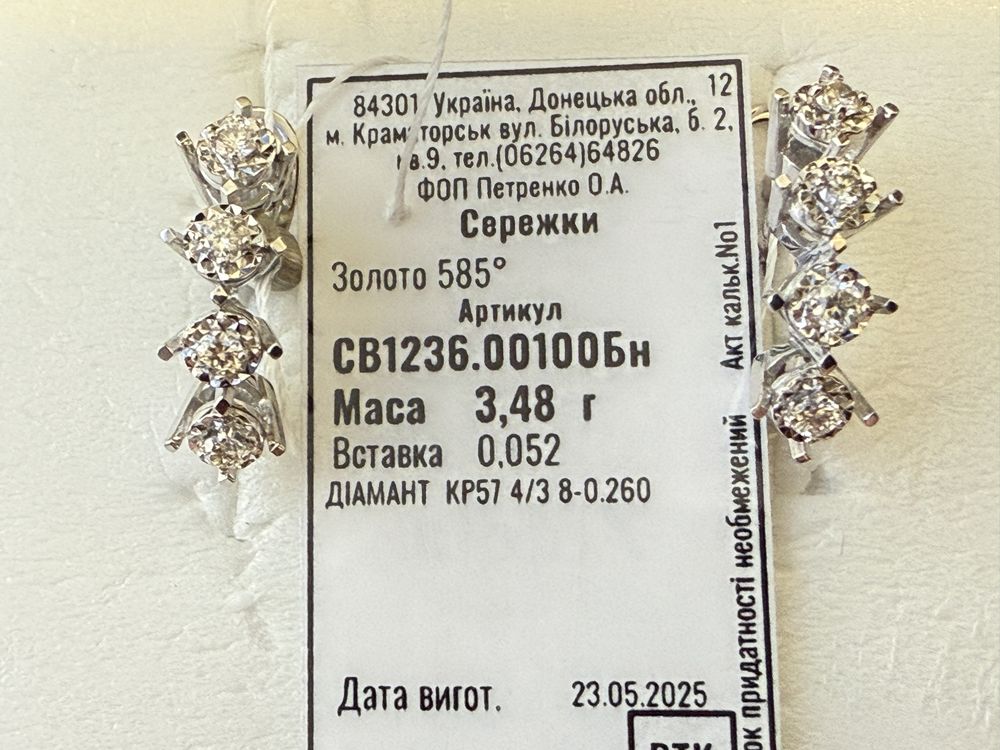 84301 Україна, Донецька обл., 12
м. Краматорськ вул. Білоруська, б. 2,
кв.9, тел.(06264)64826
ФОП Петренко О.А.
Сережки
Золото 585°
Артикул
СВ1236.00100Бн
Маса 3,48 г
Вставка 0,052
ДІАМАНТ КР57 4/3 8-0.260
Дата вигот. 23.05.2025
ВТК
Акт кальк.No1
придатності необмежений